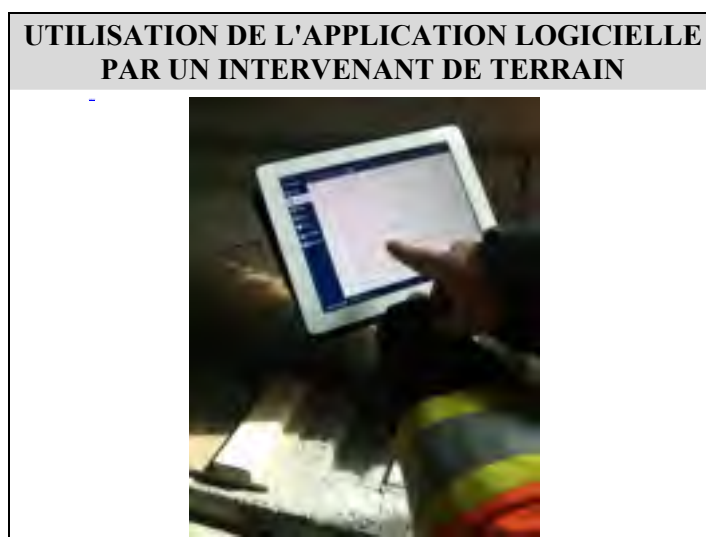 UTILISATION DE L'APPLICATION LOGICIELLE
PAR UN INTERVENANT DE TERRAIN